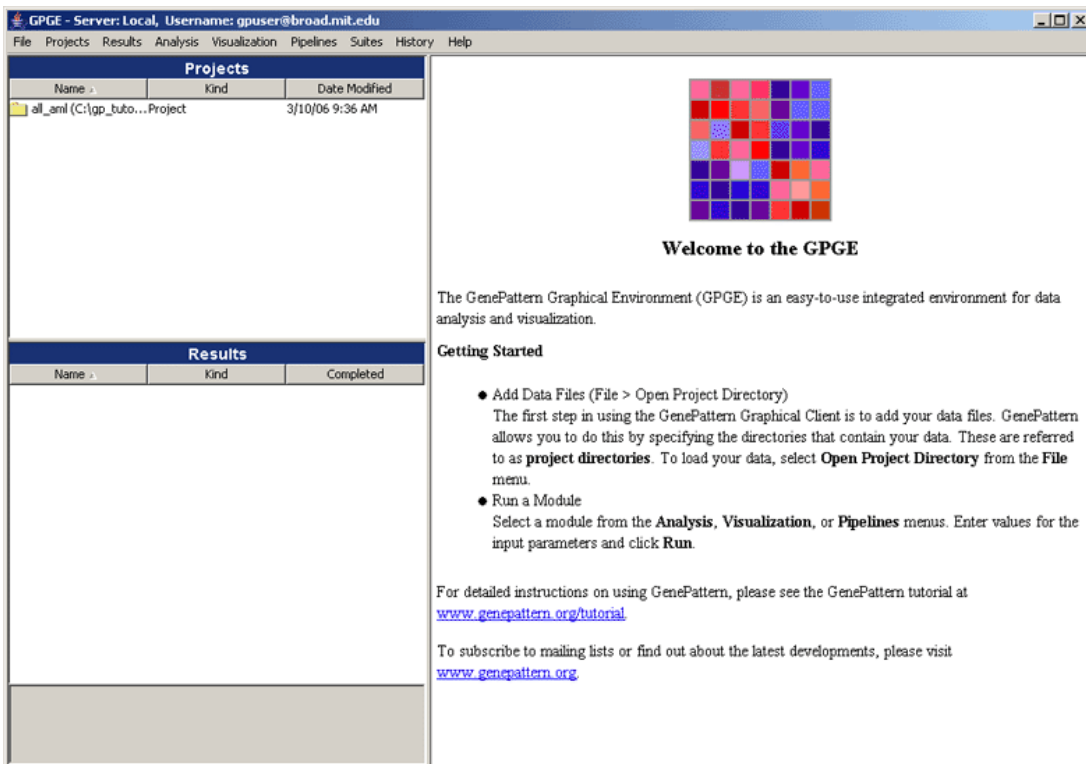 GPGE - Server: Local, Username: gpuser@broad.mit.edu
File Projects Results Analysis Visualization Pipelines Suites History Help
Projects
Name Kind Date Modified
all_aml (C:\gp_tuto... Project 3/10/06 9:36 AM
Results
Name Kind Completed
Welcome to the GPGE
The GenePattern Graphical Environment (GPGE) is an easy-to-use integrated environment for data
analysis and visualization.
Getting Started
● Add Data Files (File > Open Project Directory)
The first step in using the GenePattern Graphical Client is to add your data files. GenePattern
allows you to do this by specifying the directories that contain your data. These are referred
to as project directories. To load your data, select Open Project Directory from the File
menu.
● Run a Module
Select a module from the Analysis, Visualization, or Pipelines menus. Enter values for the
input parameters and click Run.
For detailed instructions on using GenePattern, please see the GenePattern tutorial at
www.genepattern.org/tutorial.
To subscribe to mailing lists or find out about the latest developments, please visit
www.genepattern.org.